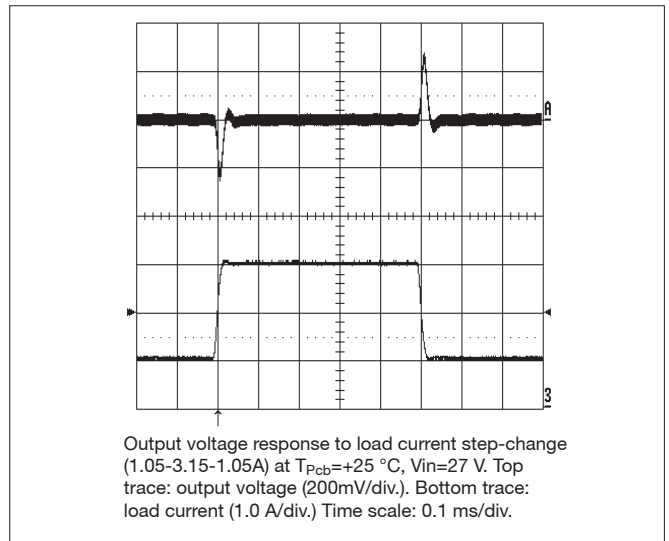 A
3
Output voltage response to load current step-change
(1.05-3.15-1.05A) at TPcb=+25 °C, Vin=27 V. Top
trace: output voltage (200mV/div.). Bottom trace:
load current (1.0 A/div.) Time scale: 0.1 ms/div.